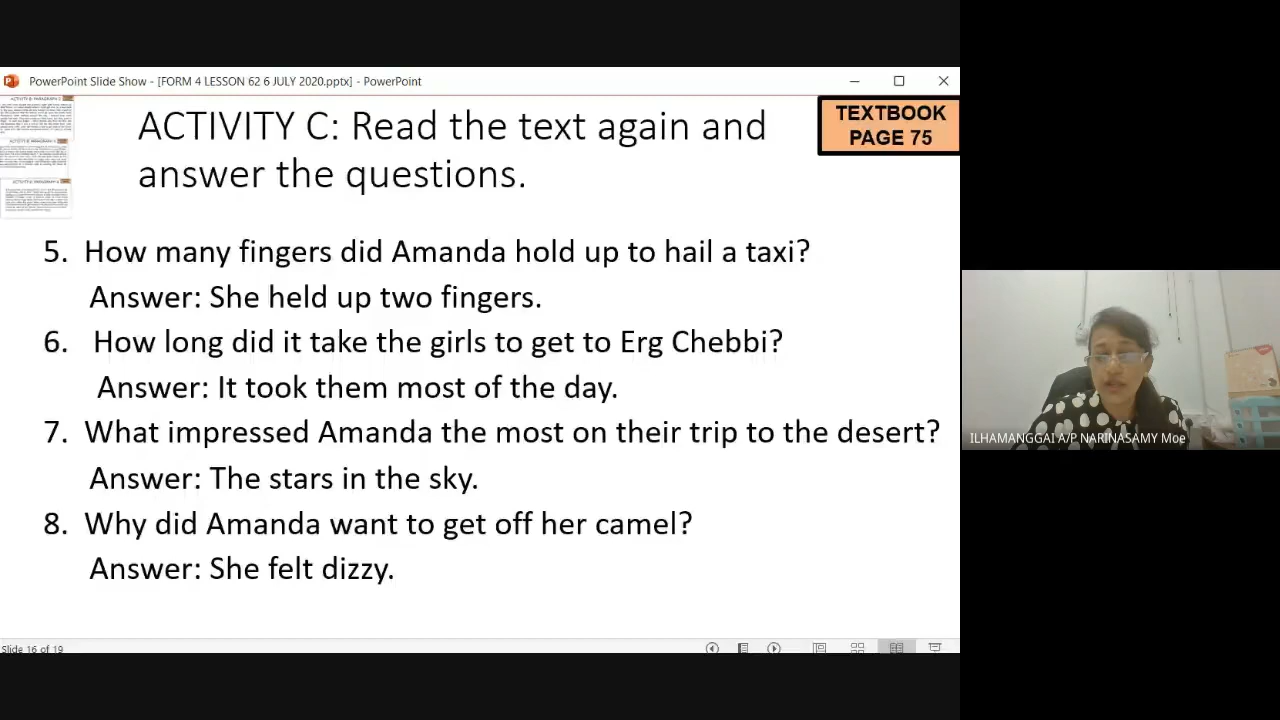 PowerPoint Slide Show - [FORM 4 LESSON 62 6 JULY 2020.pptx] - PowerPoint
ACTIVITY C: Read the text again and
answer the questions.
TEXTBOOK
PAGE 75
5. How many fingers did Amanda hold up to hail a taxi?
Answer: She held up two fingers.
6. How long did it take the girls to get to Erg Chebbi?
Answer: It took them most of the day.
7. What impressed Amanda the most on their trip to the desert?
Answer: The stars in the sky.
8. Why did Amanda want to get off her camel?
Answer: She felt dizzy.
Slide 16 of 19
ILHAMANGGAI A/P NARINASAMY Moe